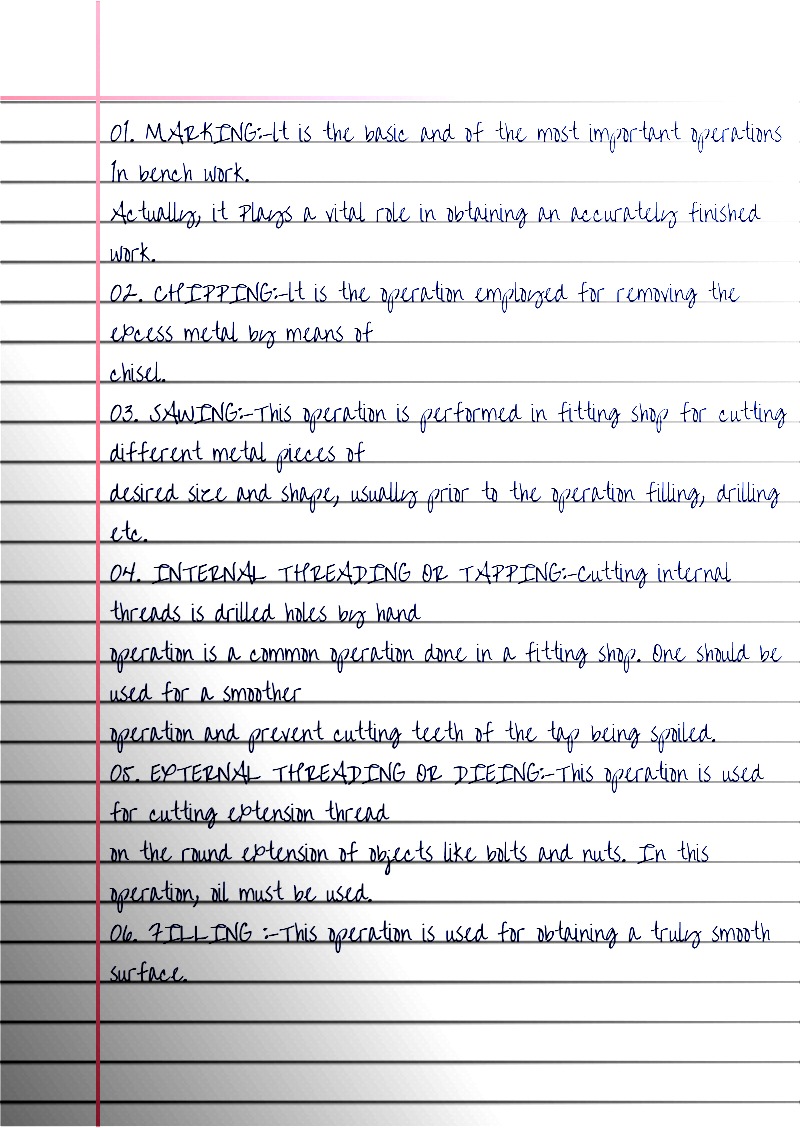 01. MARKING:-It is the basic and of the most important operations
In bench work.
Actually, it Plays a vital role in obtaining an accurately finished
work.
02. CHIPPING:-It is the operation employed for removing the
excess metal by means of
chisel.
03. SAWING:-This operation is performed in fitting shop for cutting
different metal pieces of
desired size and shape, usually prior to the operation filling, drilling
etc.
04. INTERNAL THREADING OR TAPPING:-Cutting internal
threads is drilled holes by hand
operation is a common operation done in a fitting shop. One should be
used for a smoother
operation and prevent cutting teeth of the tap being spoiled.
05. EXTERNAL THREADING OR DIEING:-This operation is used
for cutting extension thread
on the round extension of objects like bolts and nuts. In this
operation, oil must be used.
06. FILLING :-This operation is used for obtaining a truly smooth
surface.